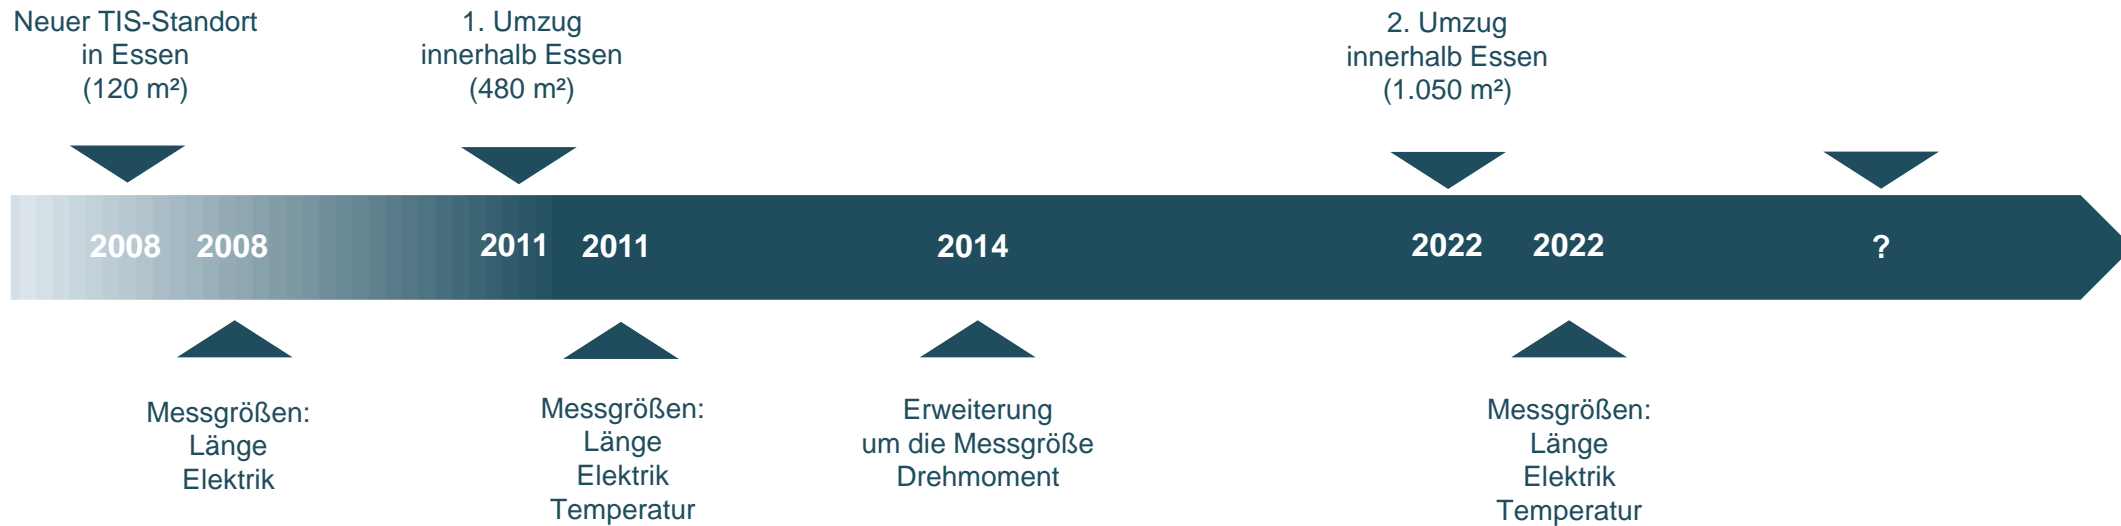 Neuer TIS-Standort
in Essen
(120 m²)
1. Umzug
innerhalb Essen
(480 m²)
2. Umzug
innerhalb Essen
(1.050 m²)
2008
2008
2011
2011
2014
2022
2022
?
Messgrößen:
Länge
Elektrik
Messgrößen:
Länge
Elektrik
Temperatur
Erweiterung
um die Messgröße
Drehmoment
Messgrößen:
Länge
Elektrik
Temperatur